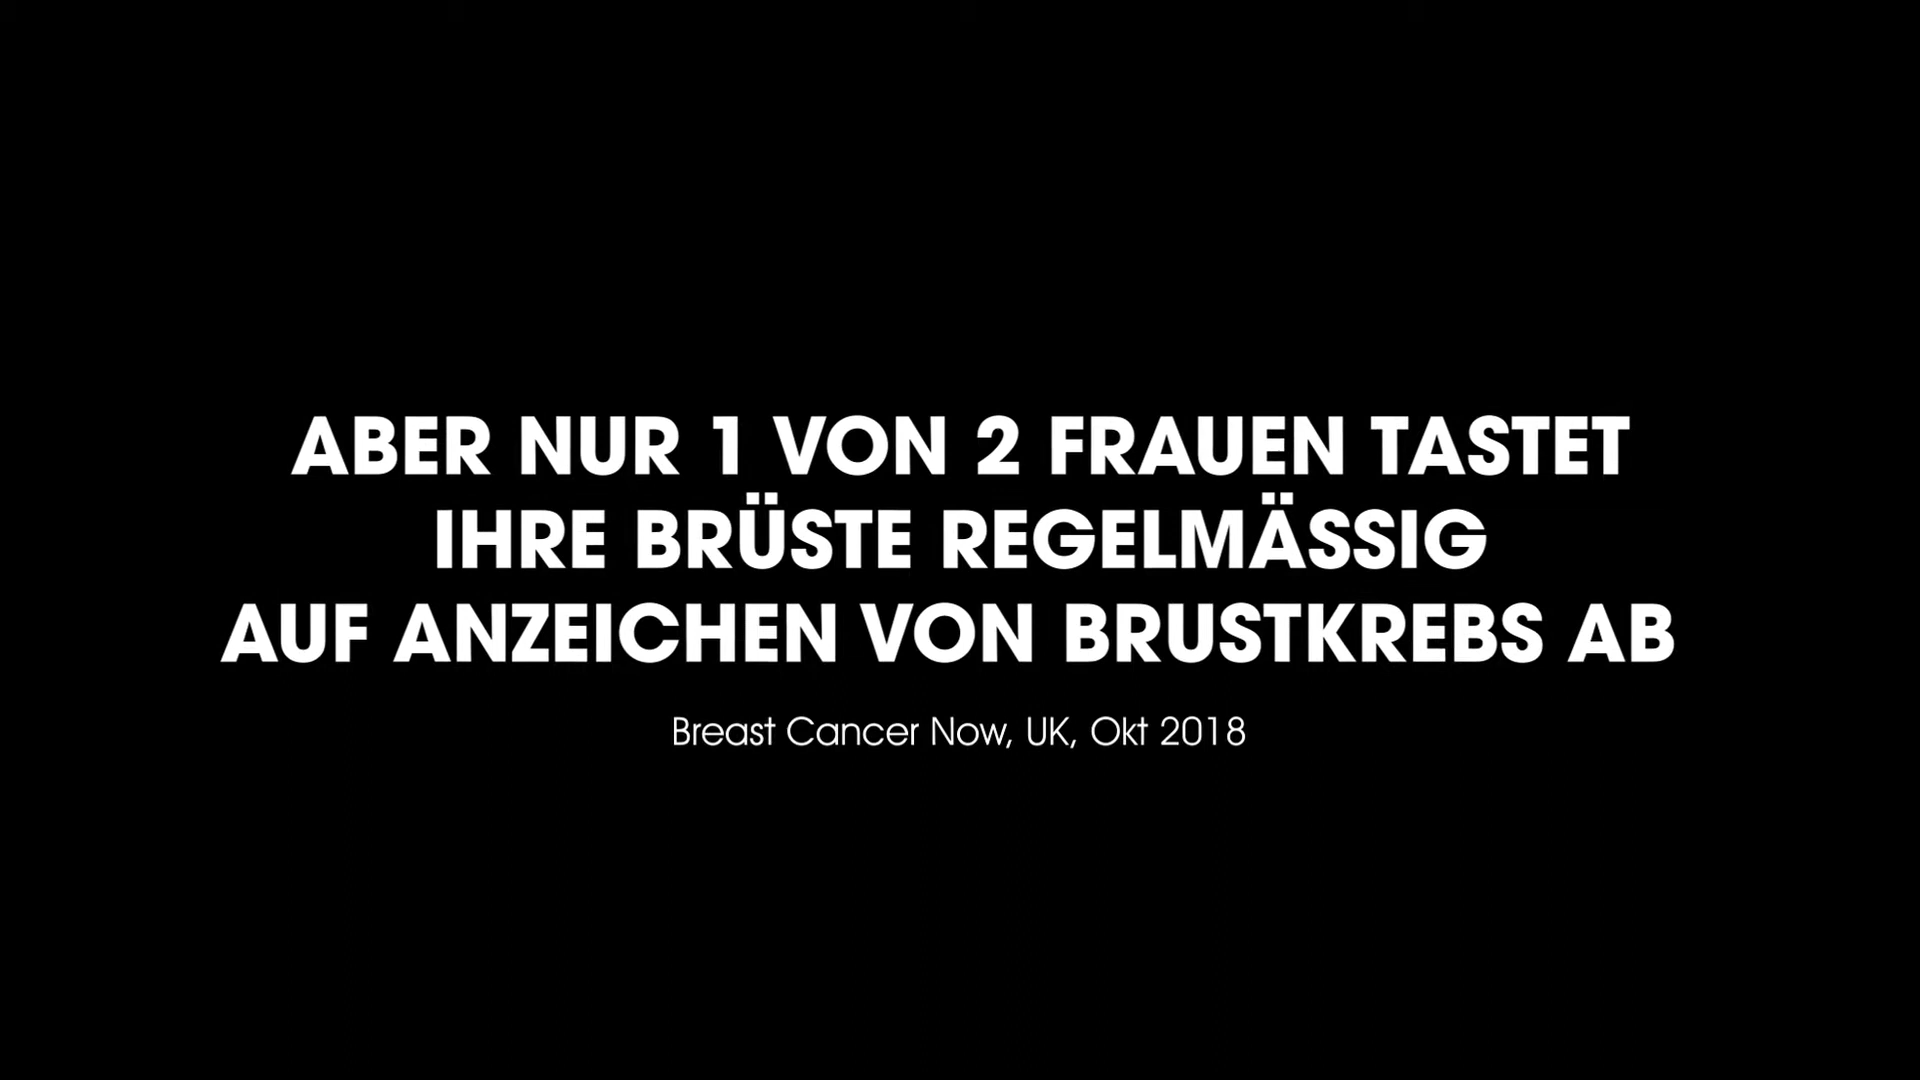 ABER NUR 1 VON 2 FRAUEN TASTET
IHRE BRÜSTE REGELMÄSSIG
AUF ANZEICHEN VON BRUSTKREBS AB
Breast Cancer Now, UK, Okt 2018